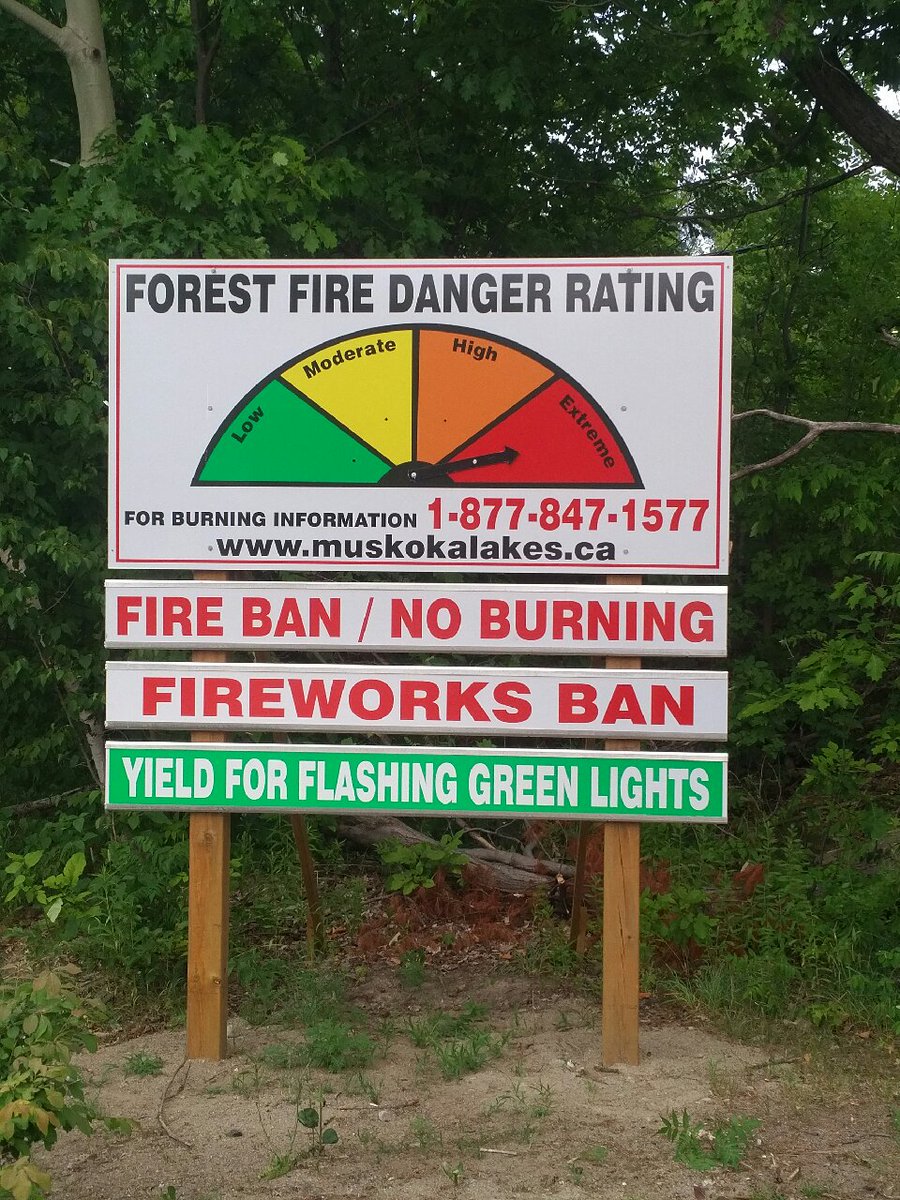 FOREST FIRE DANGER RATING
Low
Moderate
High
Extreme
FOR BURNING INFORMATION 1-877-847-1577
www.muskokalakes.ca
FIRE BAN / NO BURNING
FIREWORKS BAN
YIELD FOR FLASHING GREEN LIGHTS